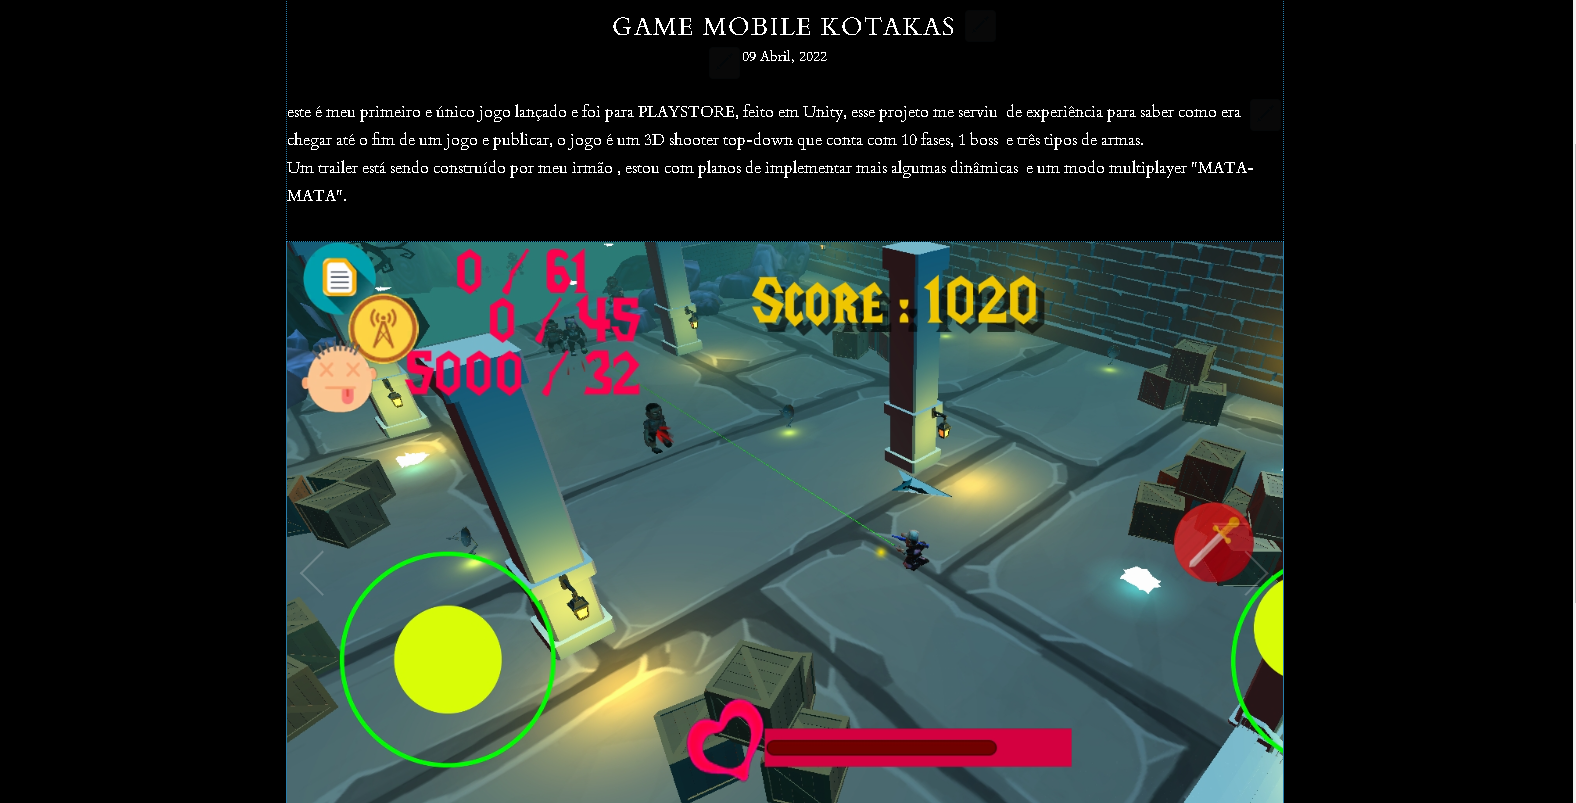 GAME MOBILE KOTAKAS
09 Abril, 2022
este é meu primeiro e único jogo lançado e foi para PLAYSTORE, feito em Unity, esse projeto me serviu  de experiência para saber como era
chegar até o fim de um jogo e publicar, o jogo é um 3D shooter top-down que conta com 10 fases, 1 boss  e três tipos de armas.
Um trailer está sendo construído por meu irmão , estou com planos de implementar mais algumas dinâmicas  e um modo multiplayer "MATA-
MATA".
0 / 61
0 / 45
5000 / 32
SCORE : 1020